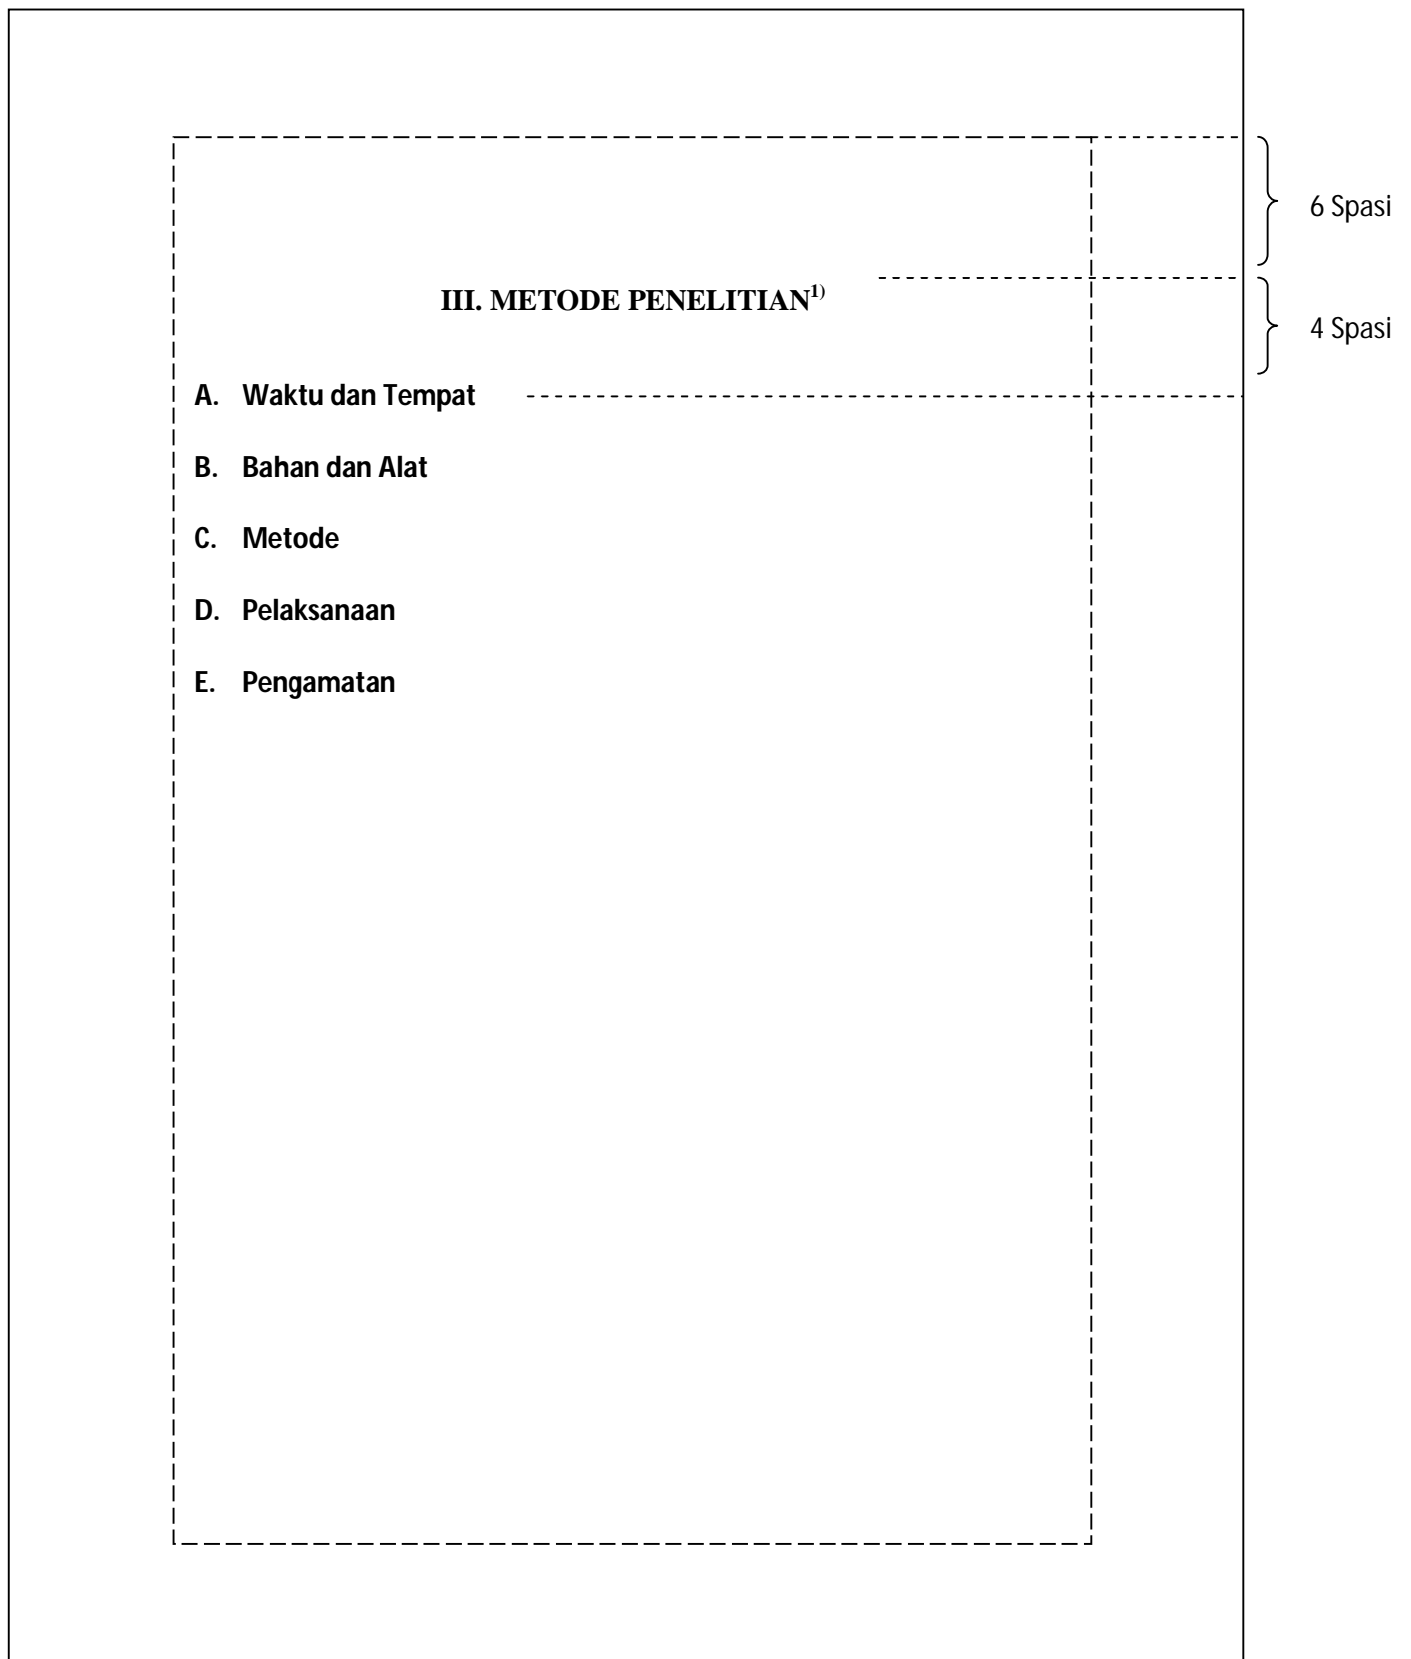 6 Spasi
III. METODE PENELITIAN¹⁾
4 Spasi
A. Waktu dan Tempat
B. Bahan dan Alat
C. Metode
D. Pelaksanaan
E. Pengamatan